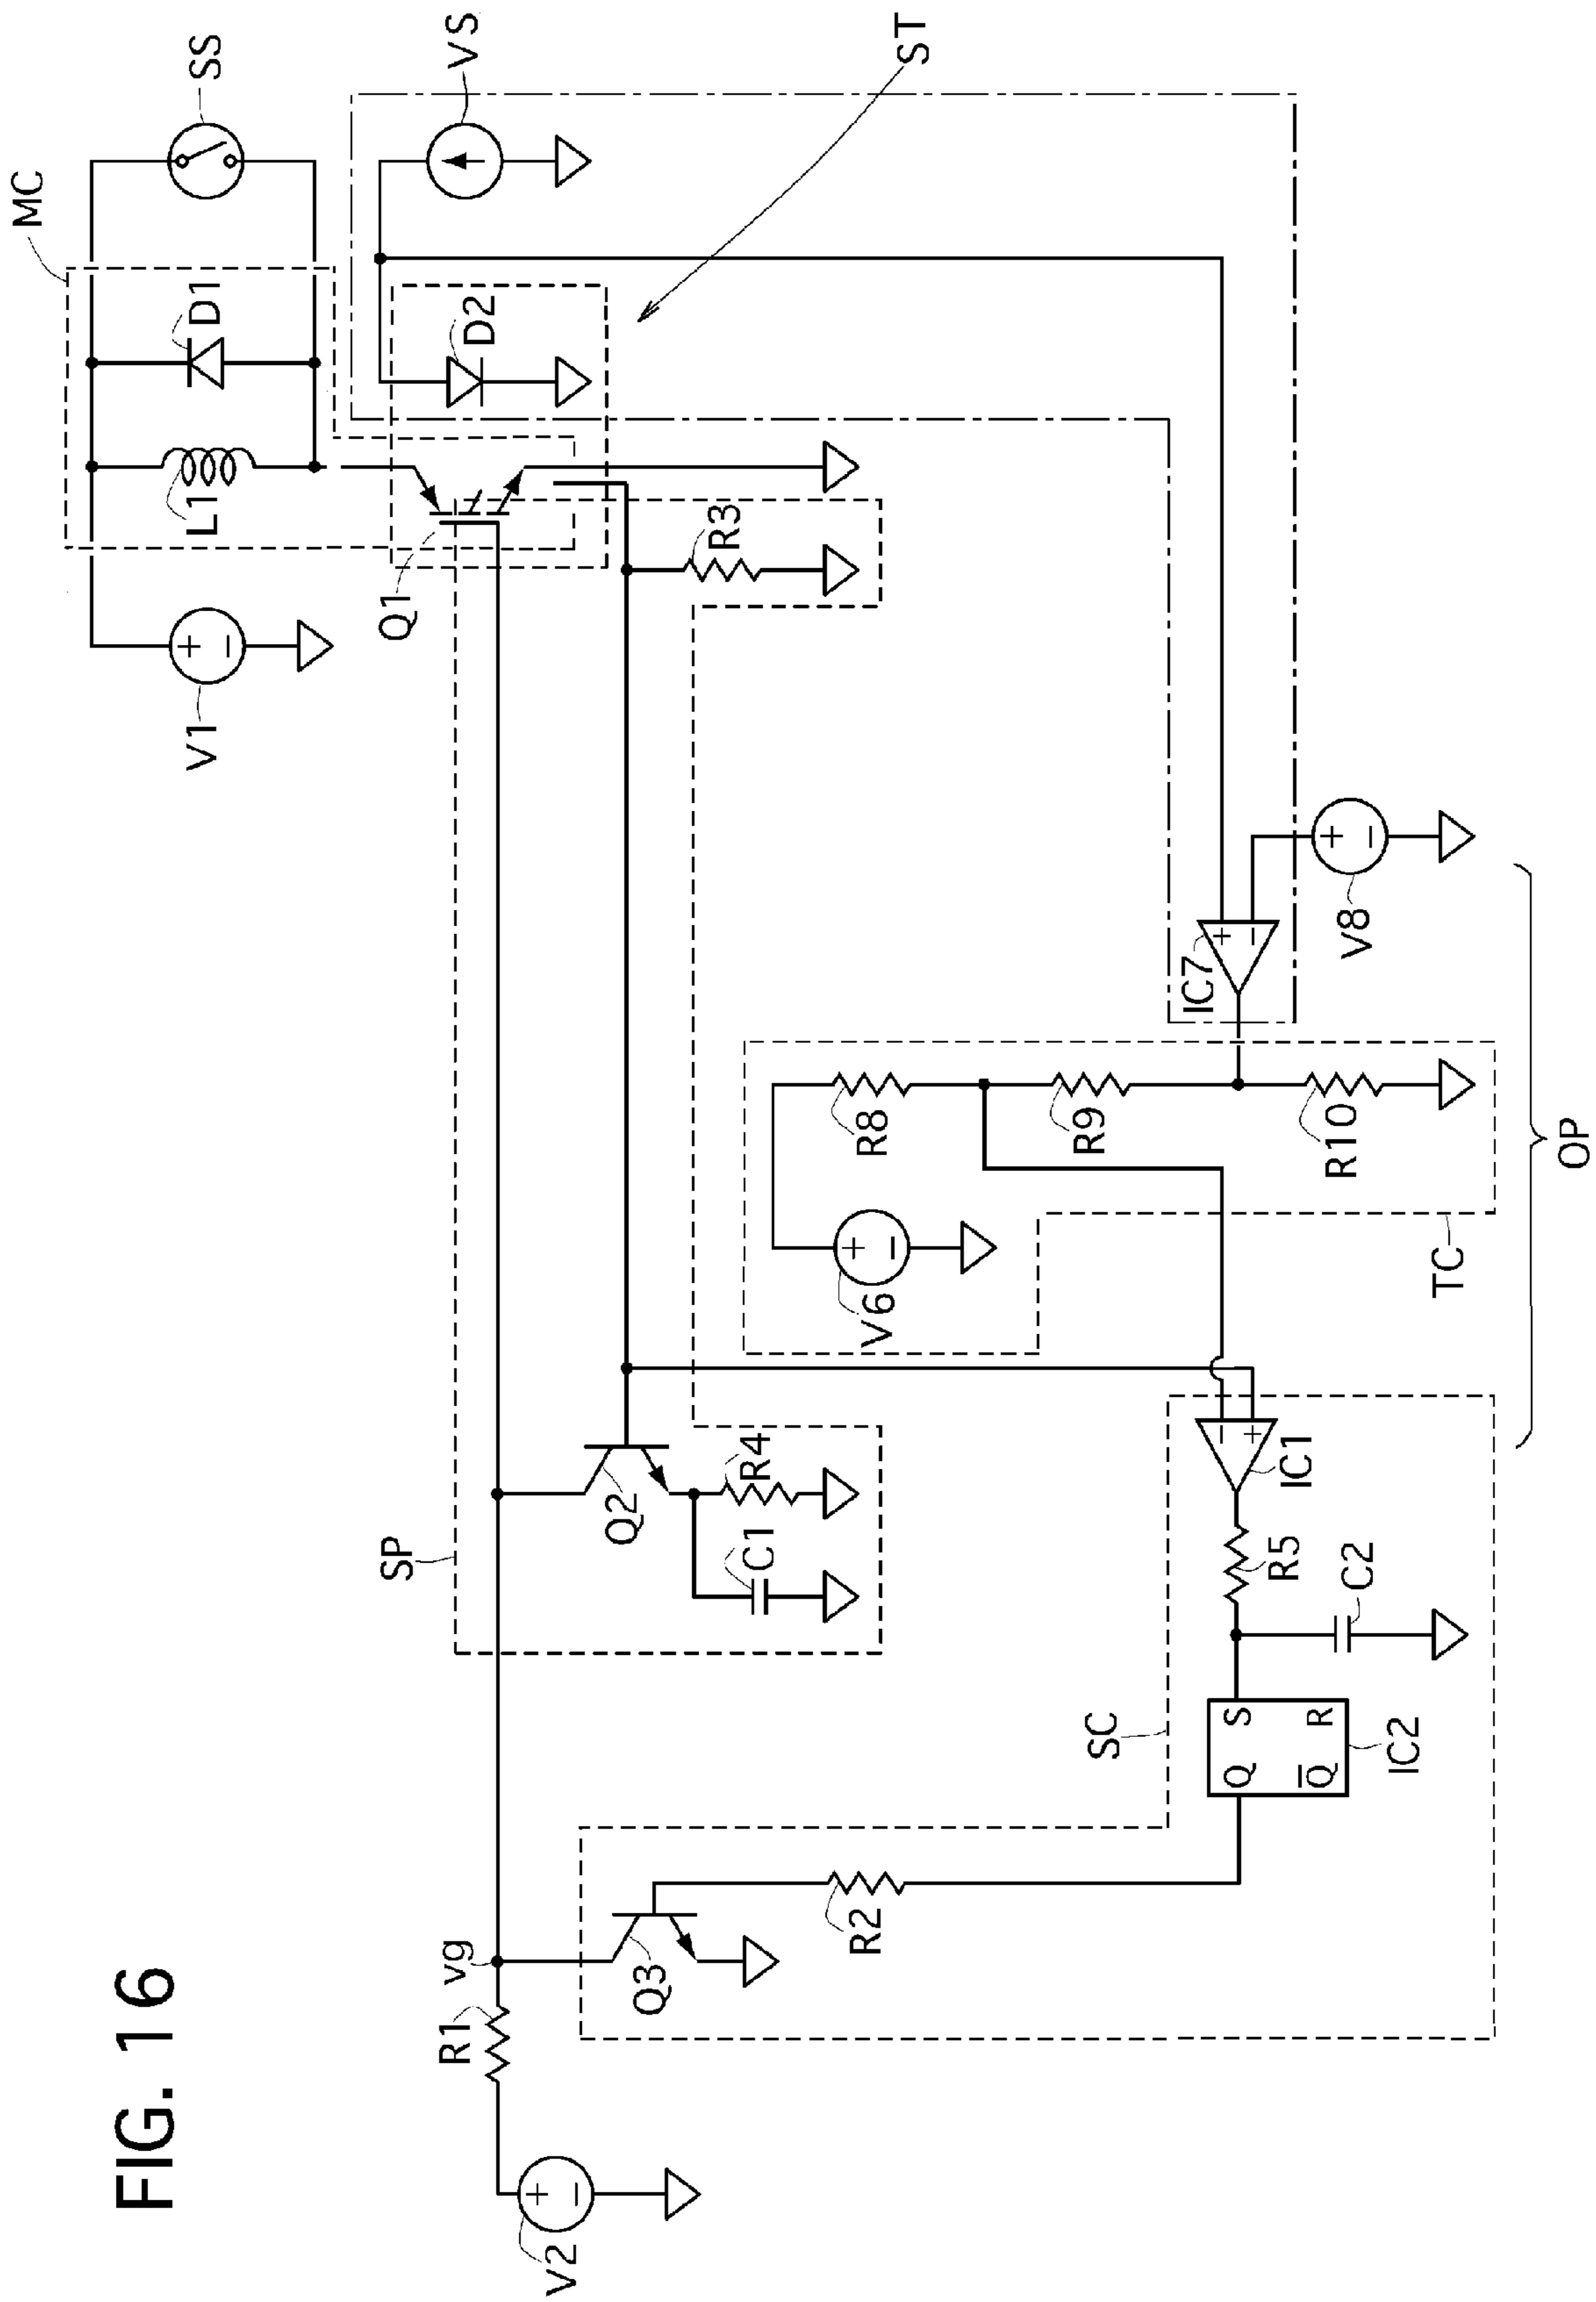 FIG. 16
MC
SS
D1
L1
V1
VS
D2
Q1
ST
R3
SP
Q2
R4
C1
vg
R1
V2
Q3
R2
SC
Q
S
Q̅
R
IC2
R5
C2
IC1
V6
R8
R9
R10
TC
IC7
V8
OP
+
−
+
−
+
−
+
−
+
−
−
+